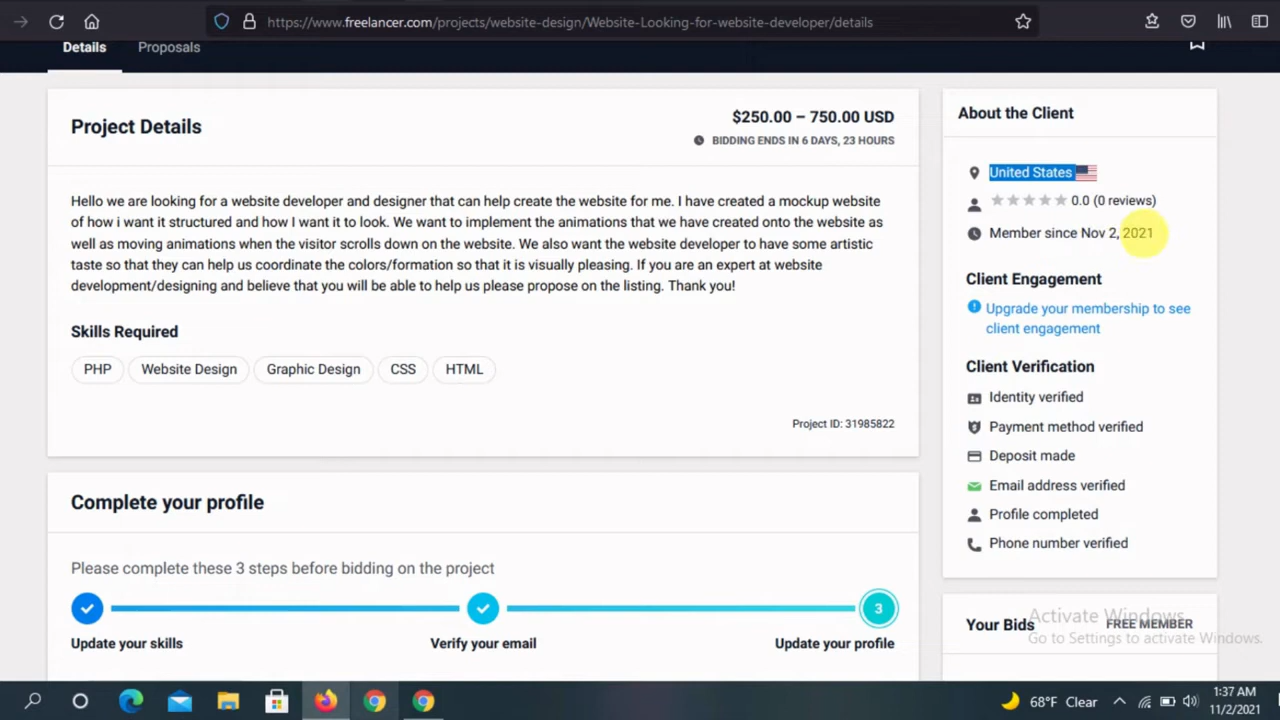 https://www.freelancer.com/projects/website-design/Website-Looking-for-website-developer/details
Details
Proposals
Project Details
$250.00 – 750.00 USD
BIDDING ENDS IN 6 DAYS, 23 HOURS
Hello we are looking for a website developer and designer that can help create the website for me. I have created a mockup website
of how i want it structured and how I want it to look. We want to implement the animations that we have created onto the website as
well as moving animations when the visitor scrolls down on the website. We also want the website developer to have some artistic
taste so that they can help us coordinate the colors/formation so that it is visually pleasing. If you are an expert at website
development/designing and believe that you will be able to help us please propose on the listing. Thank you!
Skills Required
PHP
Website Design
Graphic Design
CSS
HTML
Project ID: 31985822
Complete your profile
Please complete these 3 steps before bidding on the project
3
Update your skills
Verify your email
Update your profile
About the Client
United States
0.0 (0 reviews)
Member since Nov 2, 2021
Client Engagement
Upgrade your membership to see
client engagement
Client Verification
Identity verified
Payment method verified
Deposit made
Email address verified
Profile completed
Phone number verified
Your Bids
FREE MEMBER
Activate Windows
Go to Settings to activate Windows.
68°F Clear
1:37 AM
11/2/2021